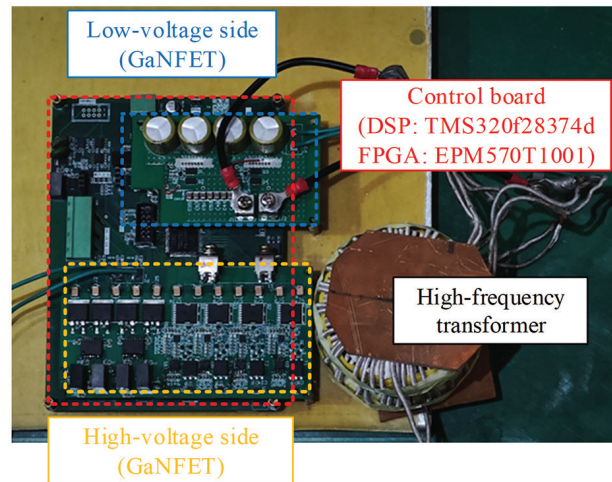 Low-voltage side
(GaNFET)
Control board
(DSP: TMS320f28374d
FPGA: EPM570T1001)
High-frequency
transformer
High-voltage side
(GaNFET)